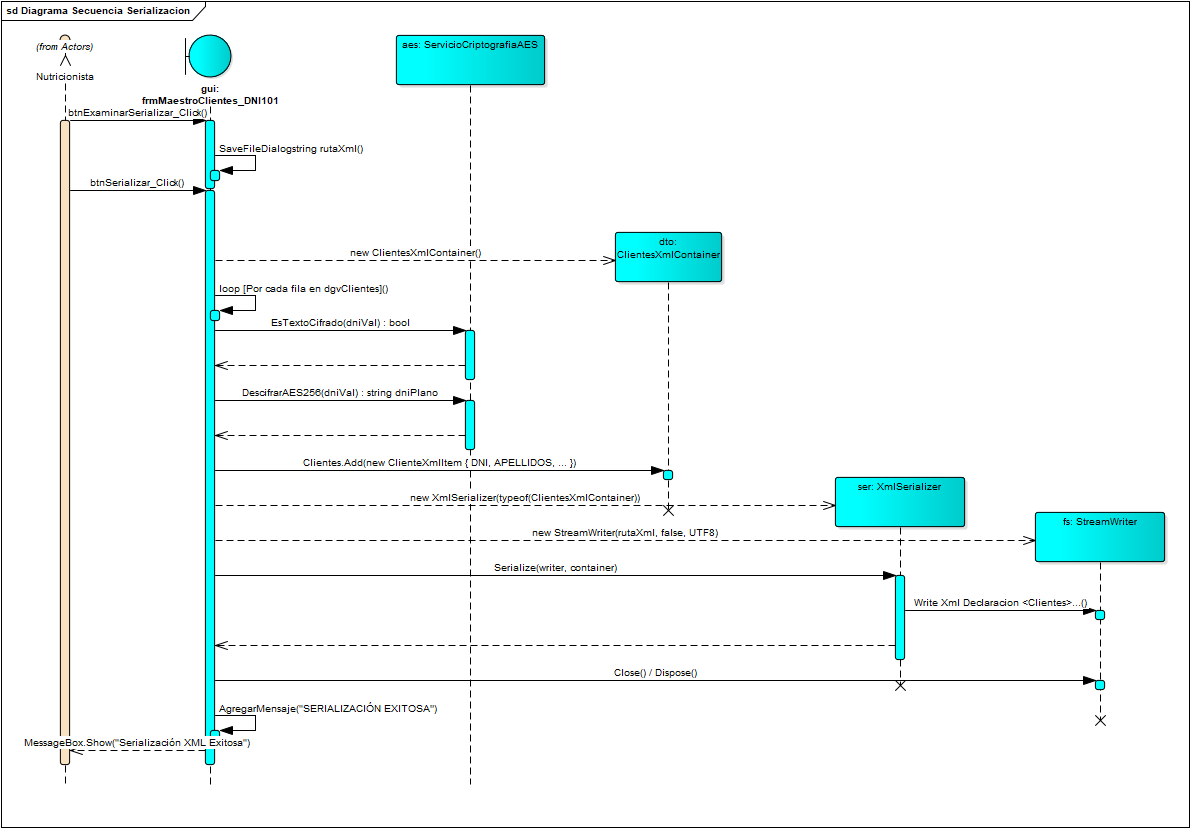 sd Diagrama Secuencia Serializacion
(from Actors)
Nutricionista
gui:
frmMaestroClientes_DNI101
aes: ServicioCriptografiaAES
btnExaminarSerializar_Click()
SaveFileDialogstring rutaXml()
btnSerializar_Click()
dto:
ClientesXmlContainer
new ClientesXmlContainer()
loop [Por cada fila en dgvClientes]()
EsTextoCifrado(dniVal) : bool
DescifrarAES256(dniVal) : string dniPlano
Clientes.Add(new ClienteXmlItem { DNI, APELLIDOS, ... })
ser: XmlSerializer
new XmlSerializer(typeof(ClientesXmlContainer))
fs: StreamWriter
new StreamWriter(rutaXml, false, UTF8)
Serialize(writer, container)
Write Xml Declaracion <Clientes>...()
Close() / Dispose()
AgregarMensaje("SERIALIZACIÓN EXITOSA")
MessageBox.Show("Serialización XML Exitosa")